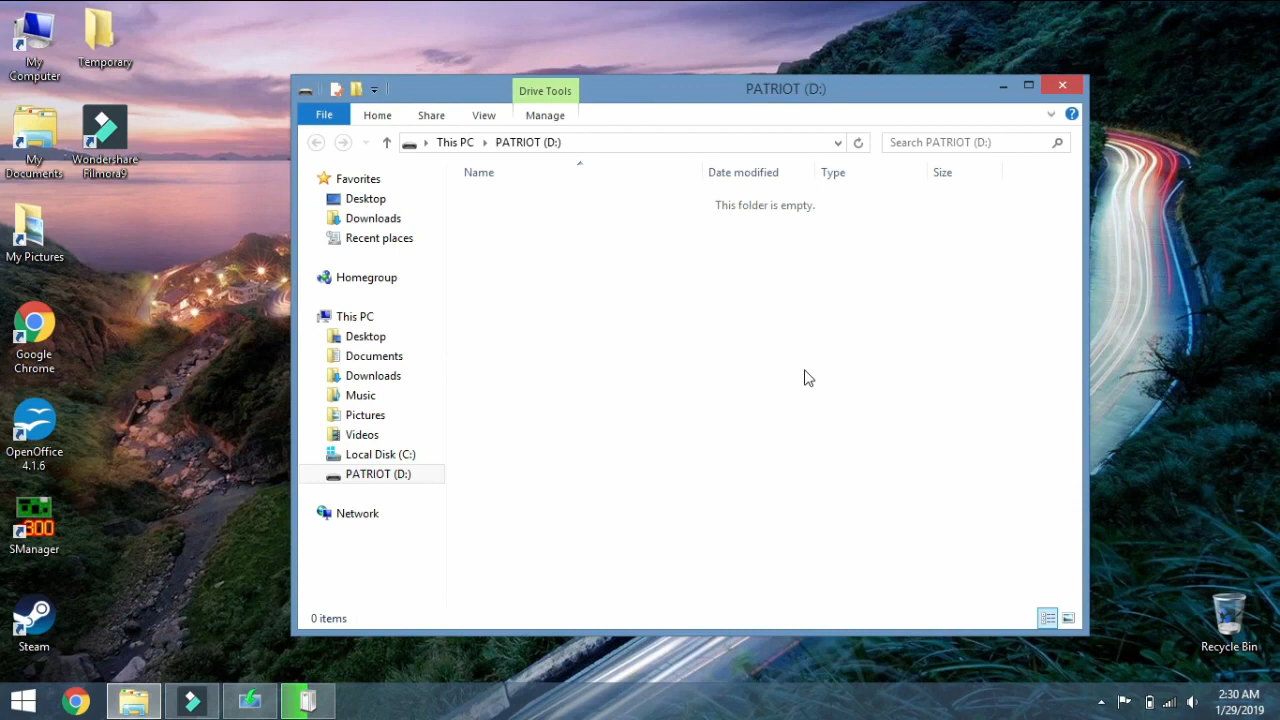 My
Computer
Temporary
My
Documents
Wondershare
Filmora9
My Pictures
Google
Chrome
OpenOffice
4.1.6
300
SManager
Steam
Drive Tools
PATRIOT (D:)
File
Home
Share
View
Manage
This PC
PATRIOT (D:)
Search PATRIOT (D:)
Favorites
Desktop
Downloads
Recent places
Homegroup
This PC
Desktop
Documents
Downloads
Music
Pictures
Videos
Local Disk (C:)
PATRIOT (D:)
Network
Name
Date modified
Type
Size
This folder is empty.
0 items
Recycle Bin
2:30 AM
1/29/2019